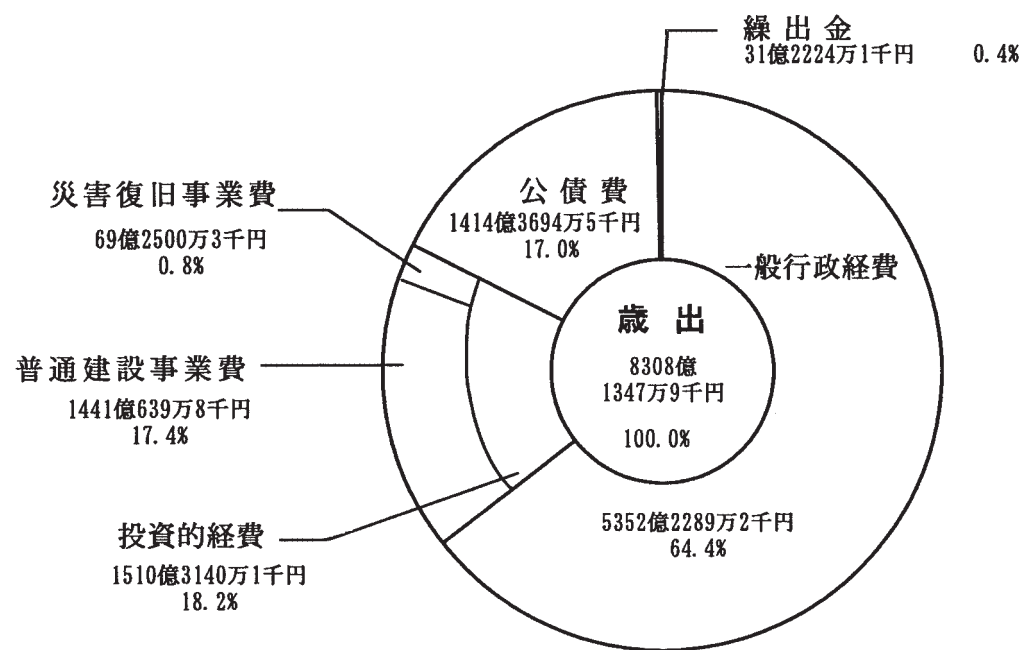 繰出金
31億2224万1千円 0.4%
災害復旧事業費
69億2500万3千円
0.8%
公債費
1414億3694万5千円
17.0%
一般行政経費
歳出
8308億
1347万9千円
100.0%
普通建設事業費
1441億639万8千円
17.4%
5352億2289万2千円
64.4%
投資的経費
1510億3140万1千円
18.2%